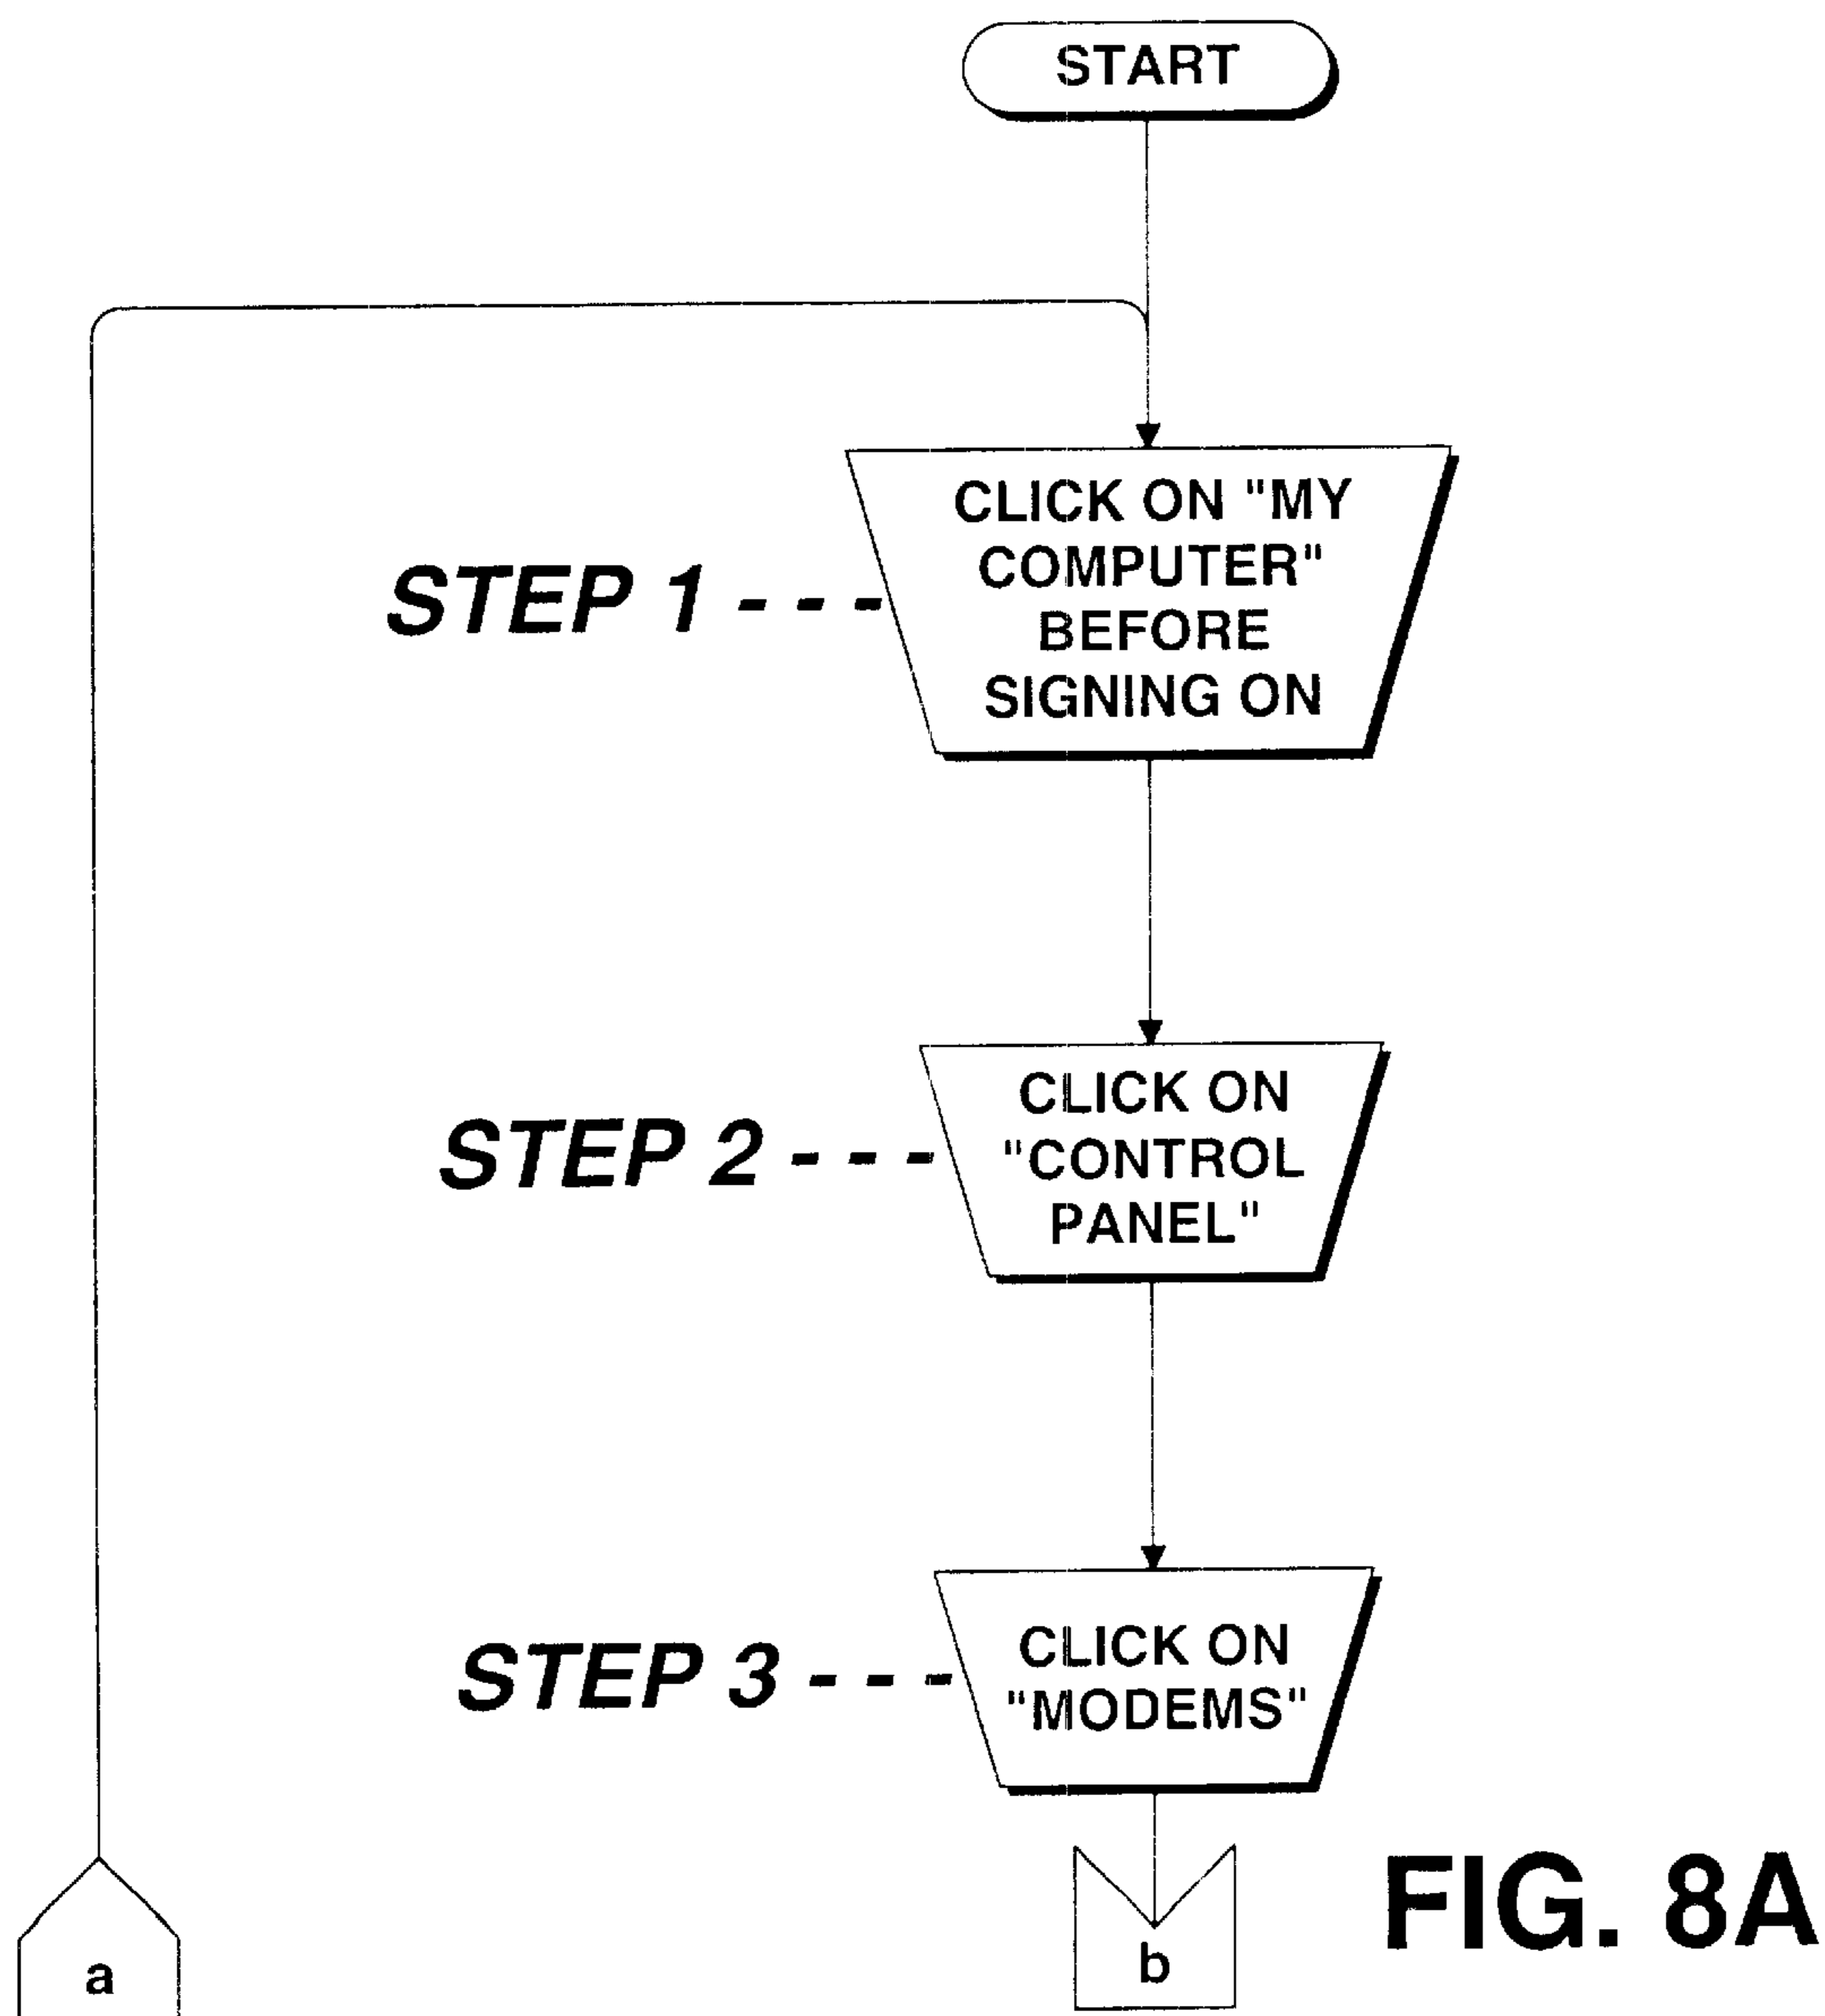 START
CLICK ON "MY
COMPUTER"
BEFORE
SIGNING ON
STEP 1 - - -
CLICK ON
"CONTROL
PANEL"
STEP 2 - - -
CLICK ON
"MODEMS"
STEP 3 - - -
a
b
FIG. 8A